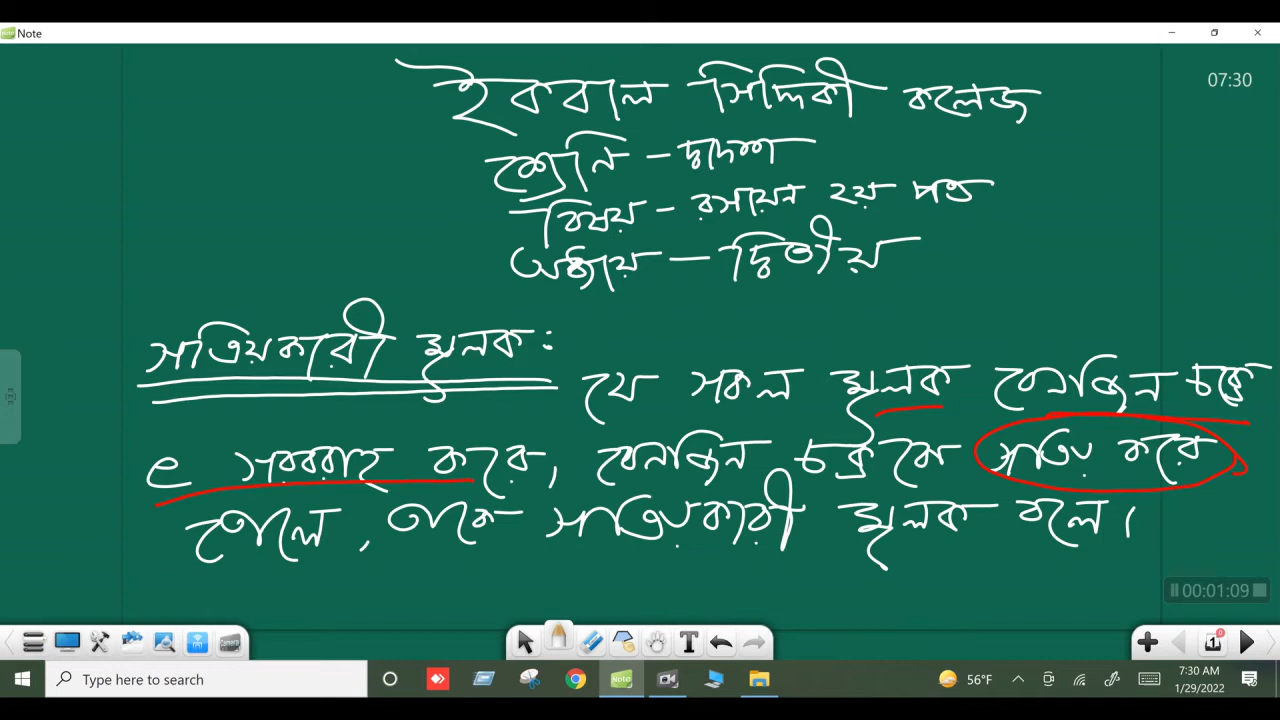 Note
07:30
ইকবাল সিদ্দিকী কলেজ
শ্রেনি - দ্বাদশ
বিষয় - রসায়ন ২য় পত্র
অধ্যায় - দ্বিতীয়
সক্রিয়কারী মূলক:
যে সকল মূলক বেনজিন চক্রে
e সরবরাহ করে, বেনজিন চক্রকে সক্রিয় করে
তোলে, তাকে সক্রিয়কারী মূলক বলে।
00:01:09
Type here to search
56°F
7:30 AM
1/29/2022